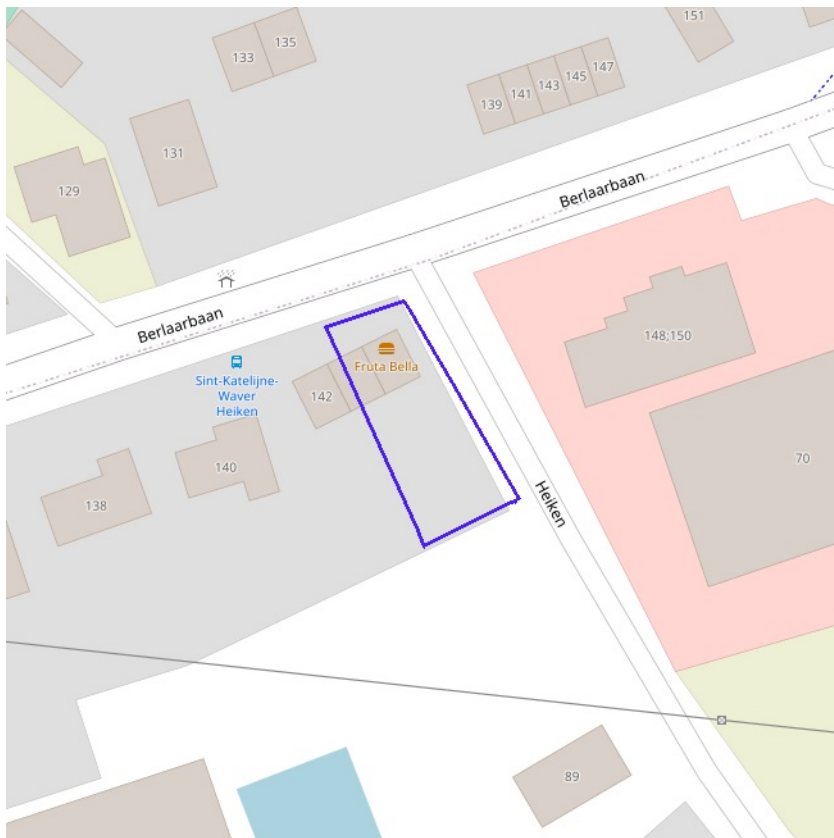 151
135
133
147
145
143
141
139
131
129
Berlaarbaan
Berlaarbaan
148;150
Fruta Bella
Sint-Katelijne-
Waver
Heiken
142
140
70
138
Heiken
89